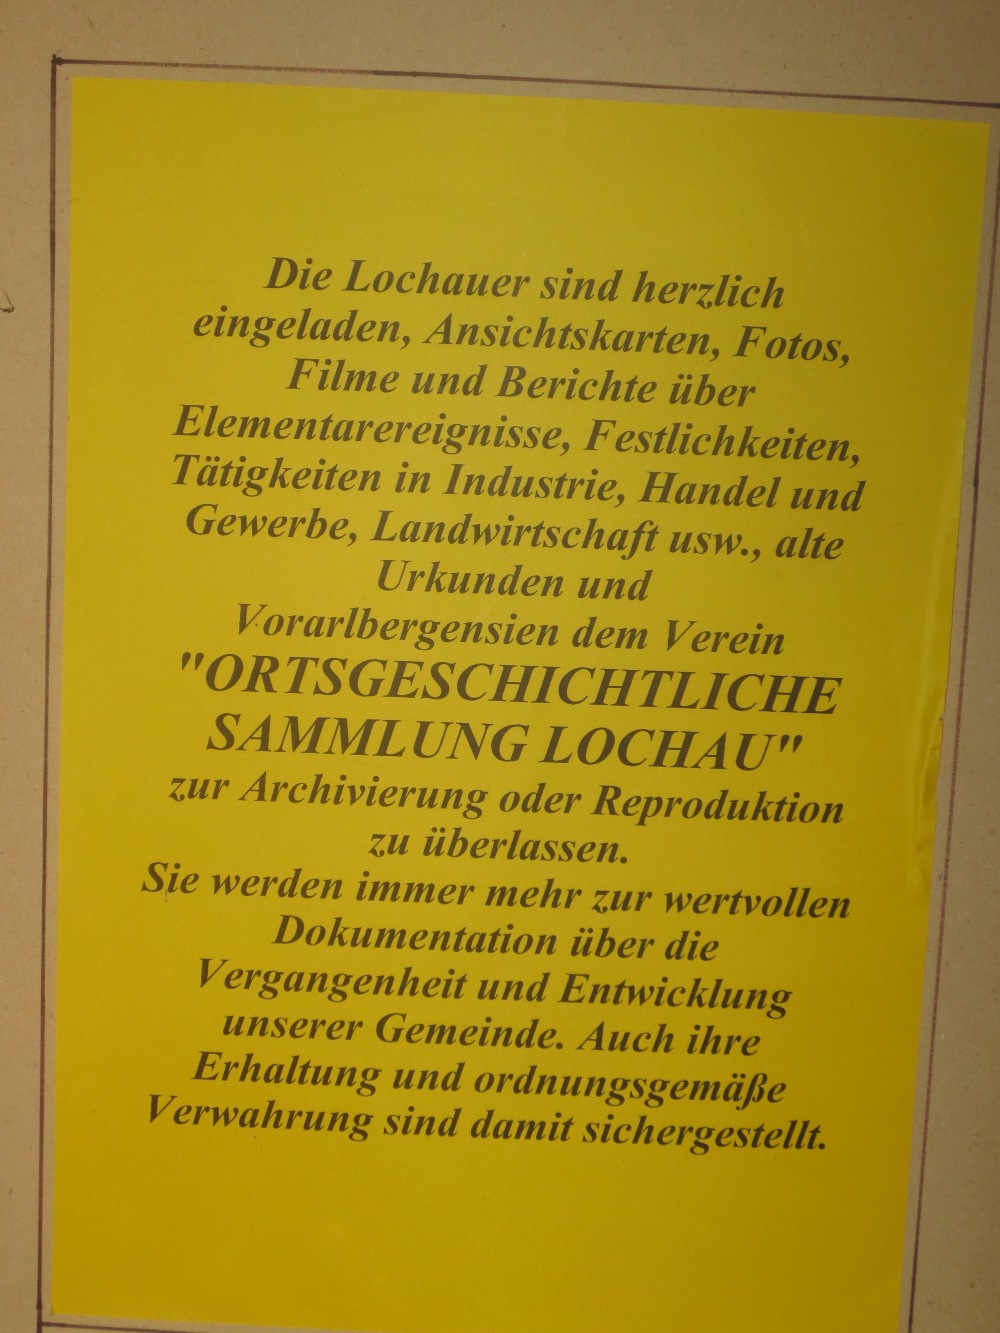 Die Lochauer sind herzlich
eingeladen, Ansichtskarten, Fotos,
Filme und Berichte über
Elementarereignisse, Festlichkeiten,
Tätigkeiten in Industrie, Handel und
Gewerbe, Landwirtschaft usw., alte
Urkunden und
Vorarlbergensien dem Verein
"ORTSGESCHICHTLICHE
SAMMLUNG LOCHAU"
zur Archivierung oder Reproduktion
zu überlassen.
Sie werden immer mehr zur wertvollen
Dokumentation über die
Vergangenheit und Entwicklung
unserer Gemeinde. Auch ihre
Erhaltung und ordnungsgemäße
Verwahrung sind damit sichergestellt.